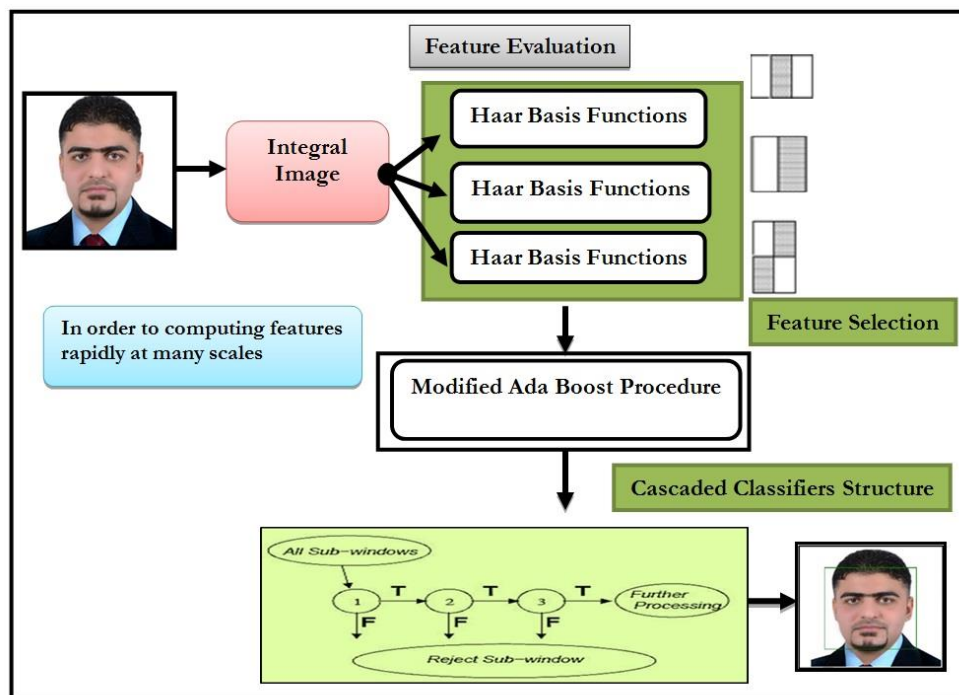 Feature Evaluation
Haar Basis Functions
Integral
Image
Haar Basis Functions
Haar Basis Functions
In order to computing features
rapidly at many scales
Feature Selection
Modified Ada Boost Procedure
Cascaded Classifiers Structure
All Sub-windows
1
T
2
T
3
T
Further
Processing
F
F
F
Reject Sub-window